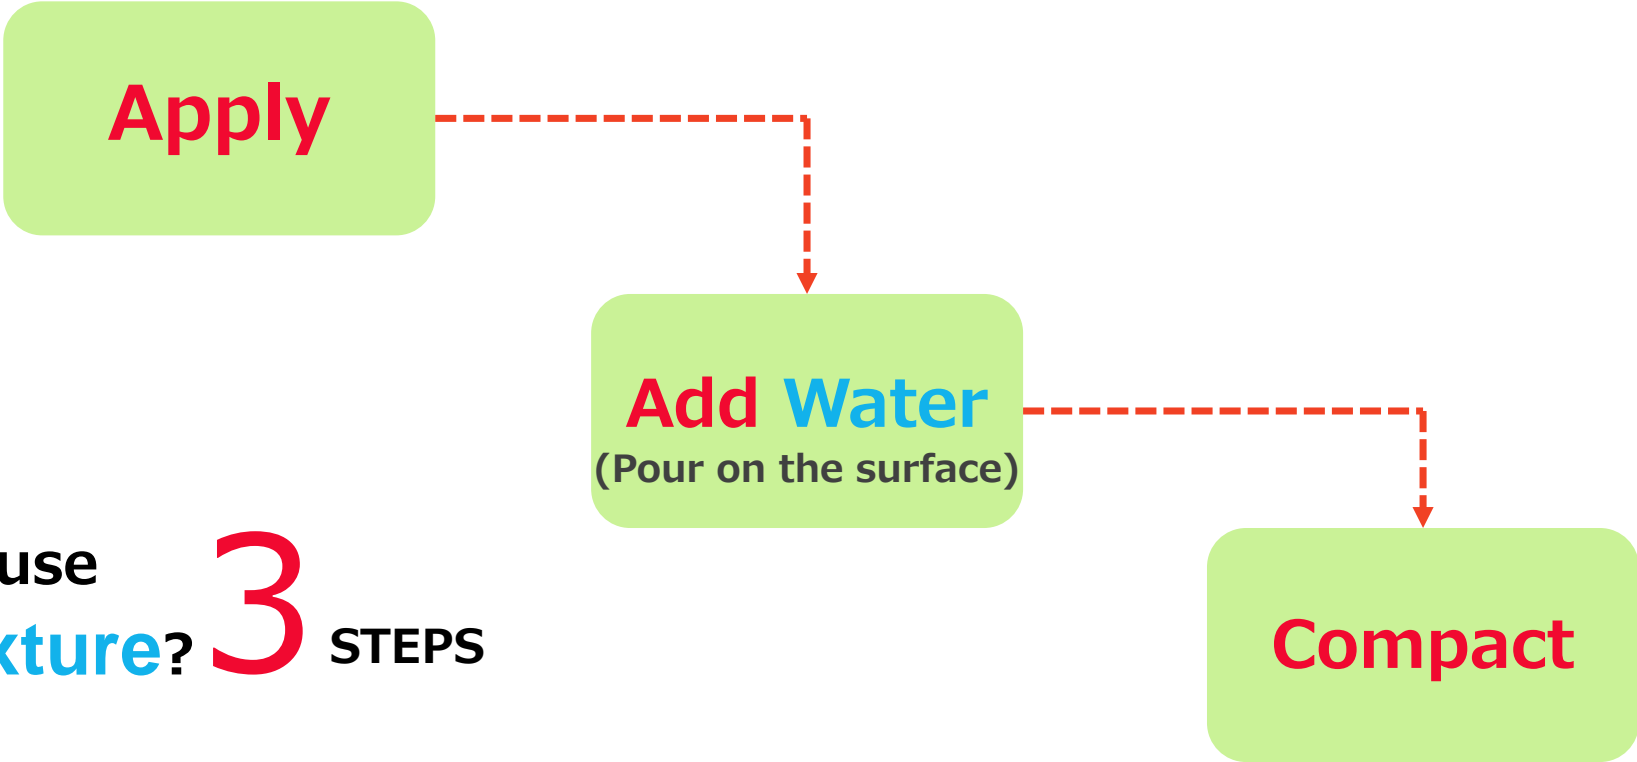 Apply
Add Water
(Pour on the surface)
use
xture?
3 STEPS
Compact